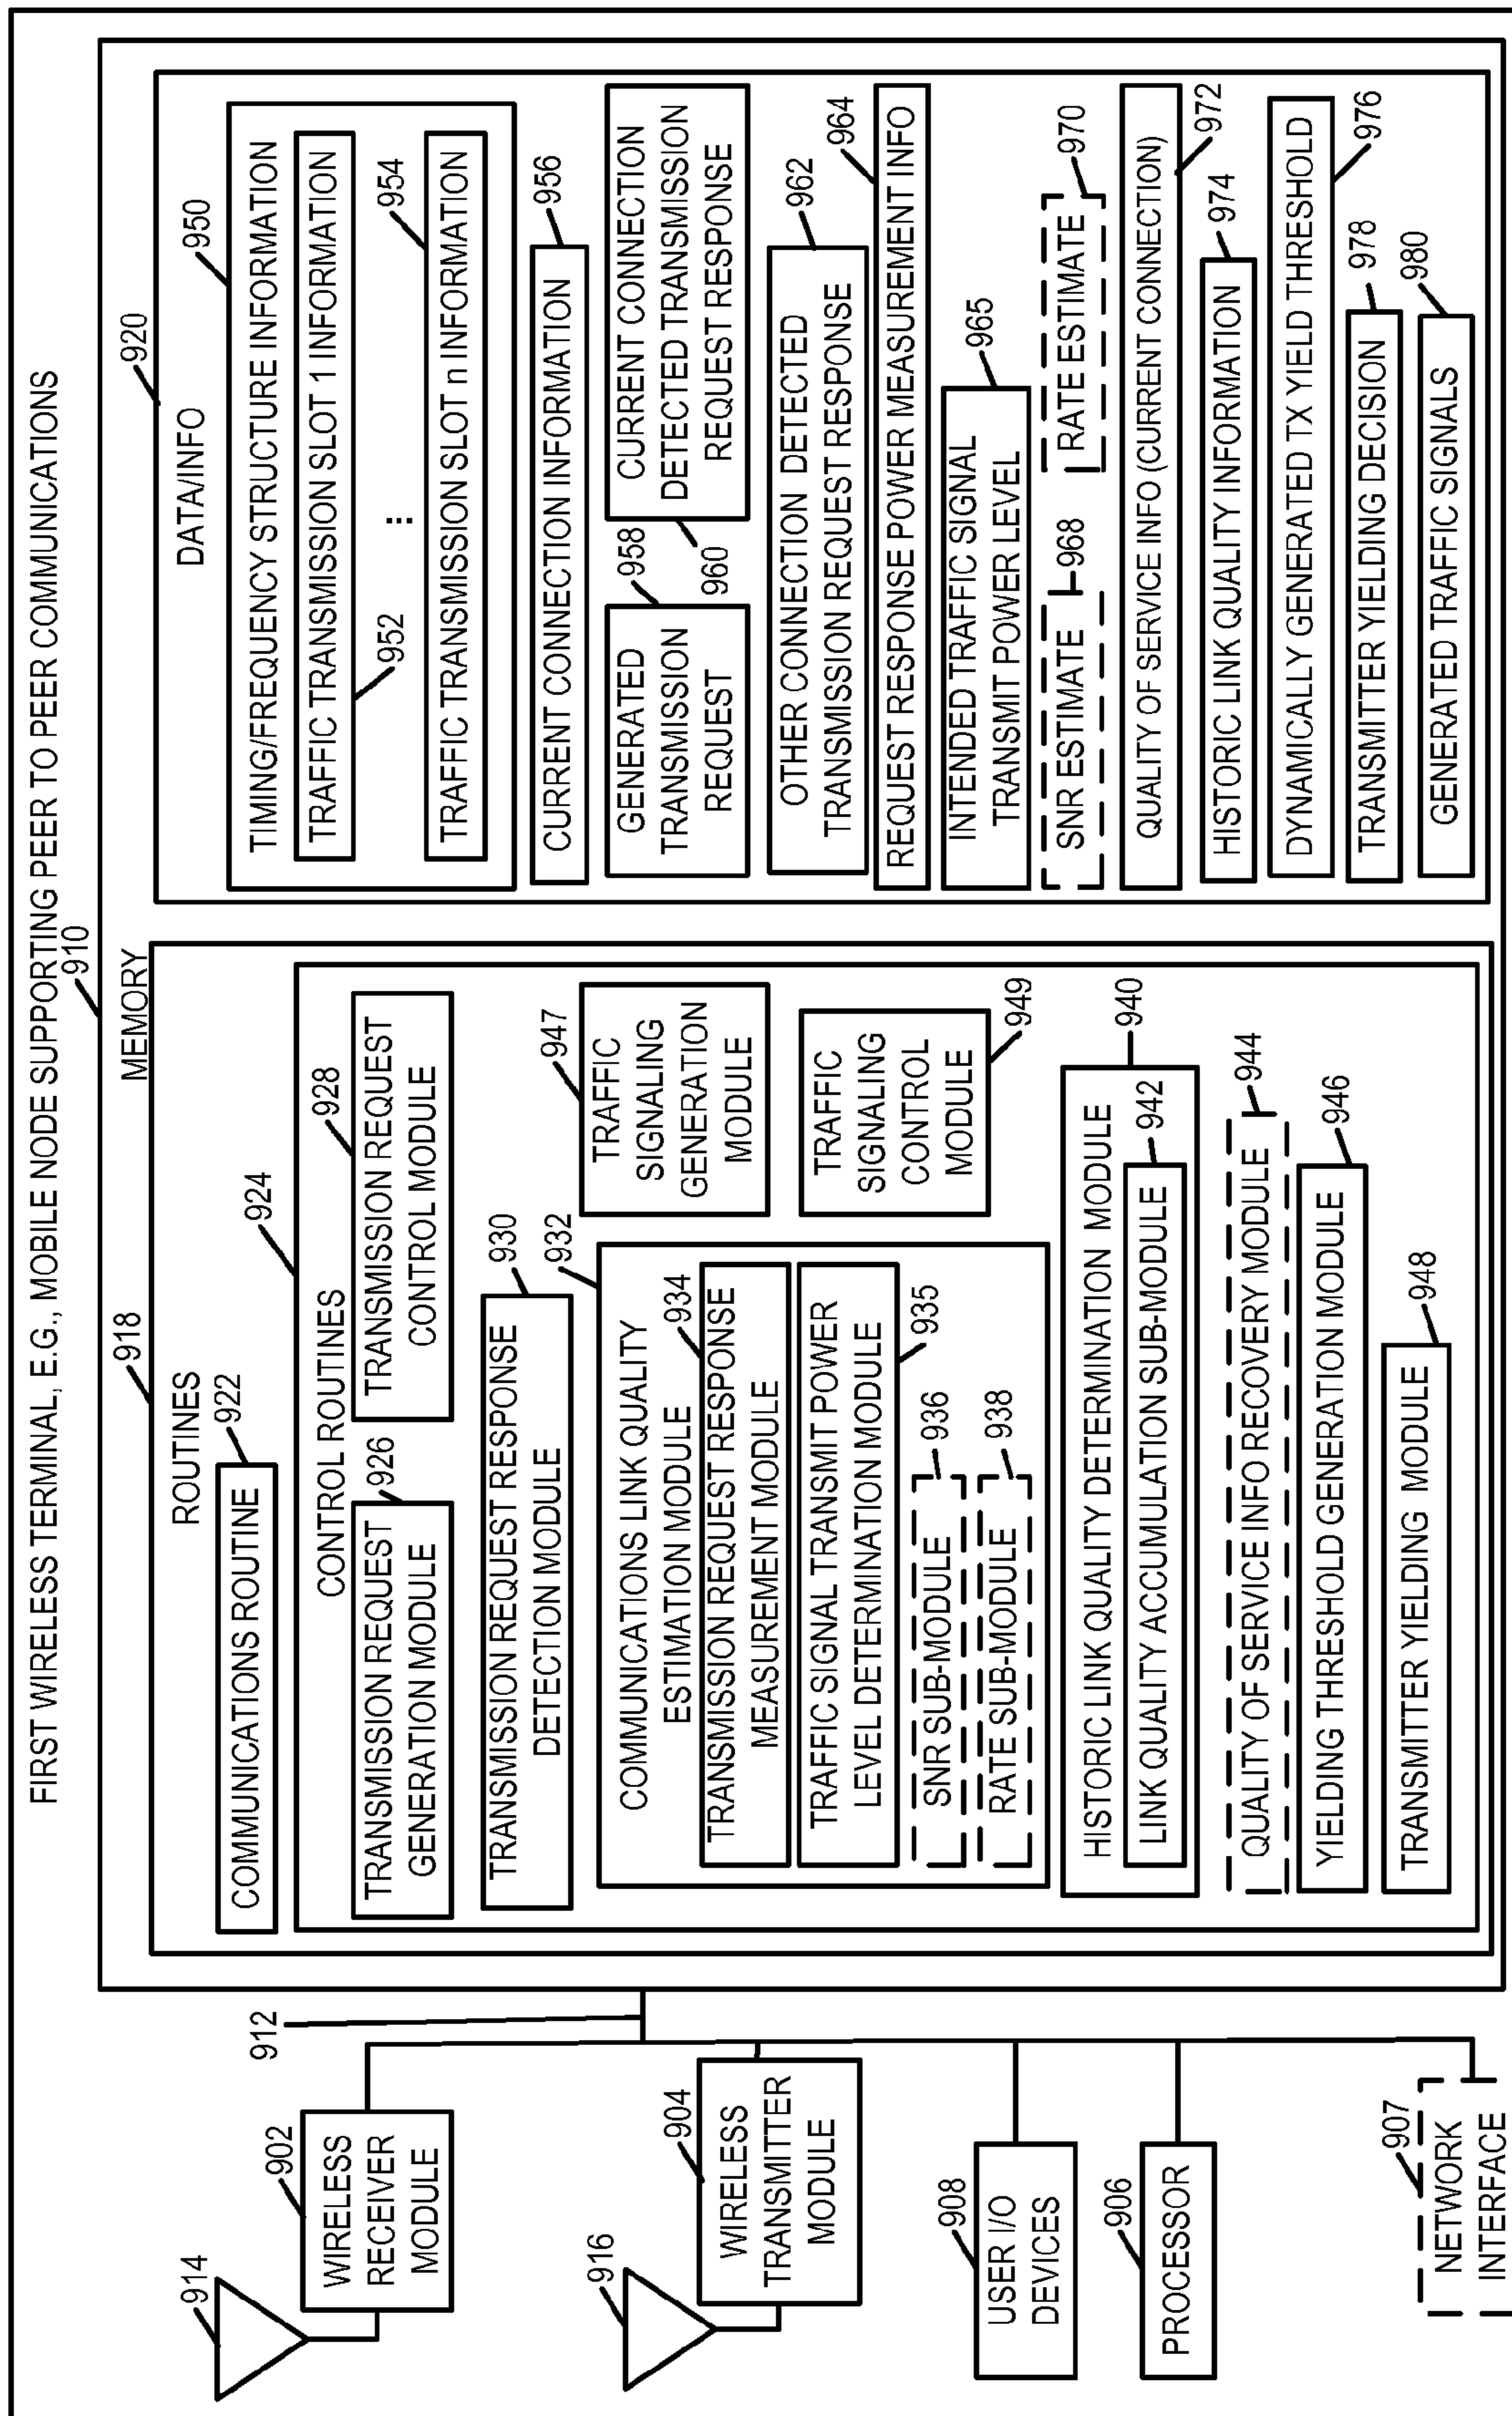 FIRST WIRELESS TERMINAL, E.G., MOBILE NODE SUPPORTING PEER TO PEER COMMUNICATIONS
910
914
902
WIRELESS
RECEIVER
MODULE
916
904
WIRELESS
TRANSMITTER
MODULE
908
USER I/O
DEVICES
906
PROCESSOR
907
NETWORK
INTERFACE
912
MEMORY
918
ROUTINES
922
COMMUNICATIONS ROUTINE
924
CONTROL ROUTINES
926
TRANSMISSION REQUEST
GENERATION MODULE
928
TRANSMISSION REQUEST
CONTROL MODULE
930
TRANSMISSION REQUEST RESPONSE
DETECTION MODULE
932
COMMUNICATIONS LINK QUALITY
ESTIMATION MODULE
934
TRANSMISSION REQUEST RESPONSE
MEASUREMENT MODULE
TRAFFIC SIGNAL TRANSMIT POWER
LEVEL DETERMINATION MODULE
935
936
SNR SUB-MODULE
938
RATE SUB-MODULE
947
TRAFFIC
SIGNALING
GENERATION
MODULE
TRAFFIC
SIGNALING
CONTROL
MODULE
949
940
HISTORIC LINK QUALITY DETERMINATION MODULE
942
LINK QUALITY ACCUMULATION SUB-MODULE
944
QUALITY OF SERVICE INFO RECOVERY MODULE
946
YIELDING THRESHOLD GENERATION MODULE
948
TRANSMITTER YIELDING MODULE
920
DATA/INFO
950
TIMING/FREQUENCY STRUCTURE INFORMATION
TRAFFIC TRANSMISSION SLOT 1 INFORMATION
952
...
954
TRAFFIC TRANSMISSION SLOT n INFORMATION
956
CURRENT CONNECTION INFORMATION
958
GENERATED
TRANSMISSION
REQUEST
CURRENT CONNECTION
DETECTED TRANSMISSION
REQUEST RESPONSE
960
962
OTHER CONNECTION DETECTED
TRANSMISSION REQUEST RESPONSE
964
REQUEST RESPONSE POWER MEASUREMENT INFO
965
INTENDED TRAFFIC SIGNAL
TRANSMIT POWER LEVEL
968
SNR ESTIMATE
970
RATE ESTIMATE
QUALITY OF SERVICE INFO (CURRENT CONNECTION)
972
974
HISTORIC LINK QUALITY INFORMATION
DYNAMICALLY GENERATED TX YIELD THRESHOLD
976
978
TRANSMITTER YIELDING DECISION
980
GENERATED TRAFFIC SIGNALS